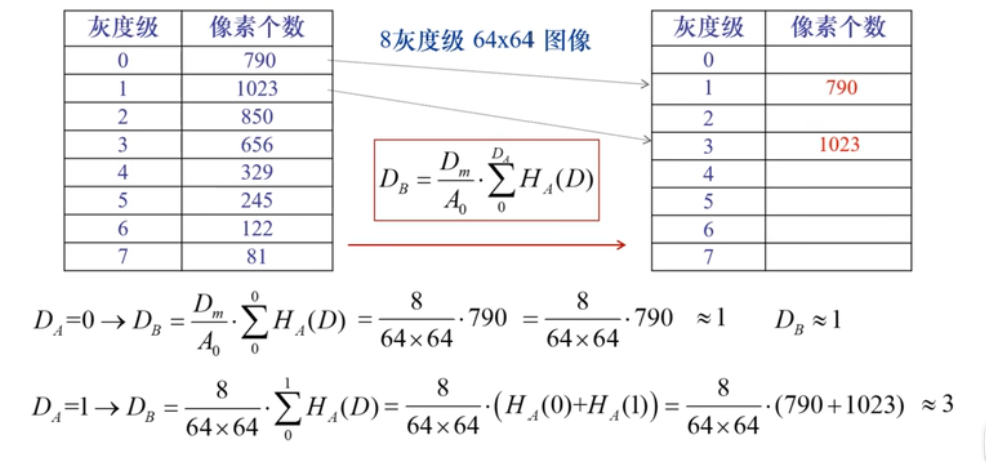 灰度级 像素个数
0 790
1 1023
2 850
3 656
4 329
5 245
6 122
7 81
8灰度级 64x64 图像
D_B = D_m/A_0 · ∑_0^{D_A} H_A(D)
灰度级 像素个数
0
1 790
2
3 1023
4
5
6
7
D_A=0 → D_B = D_m/A_0 · ∑_0^0 H_A(D) = 8/64×64 · 790 = 8/64×64 · 790 ≈1 D_B ≈1
D_A=1 → D_B = 8/64×64 · ∑_0^1 H_A(D) = 8/64×64 · (H_A(0)+H_A(1)) = 8/64×64 · (790+1023) ≈3